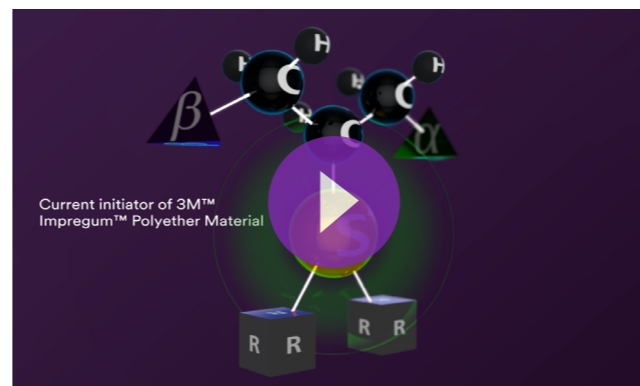 H
H
C
H
H
C
β
H
C
α
Current initiator of 3M™
Impregum™ Polyether Material
S
R R
R R